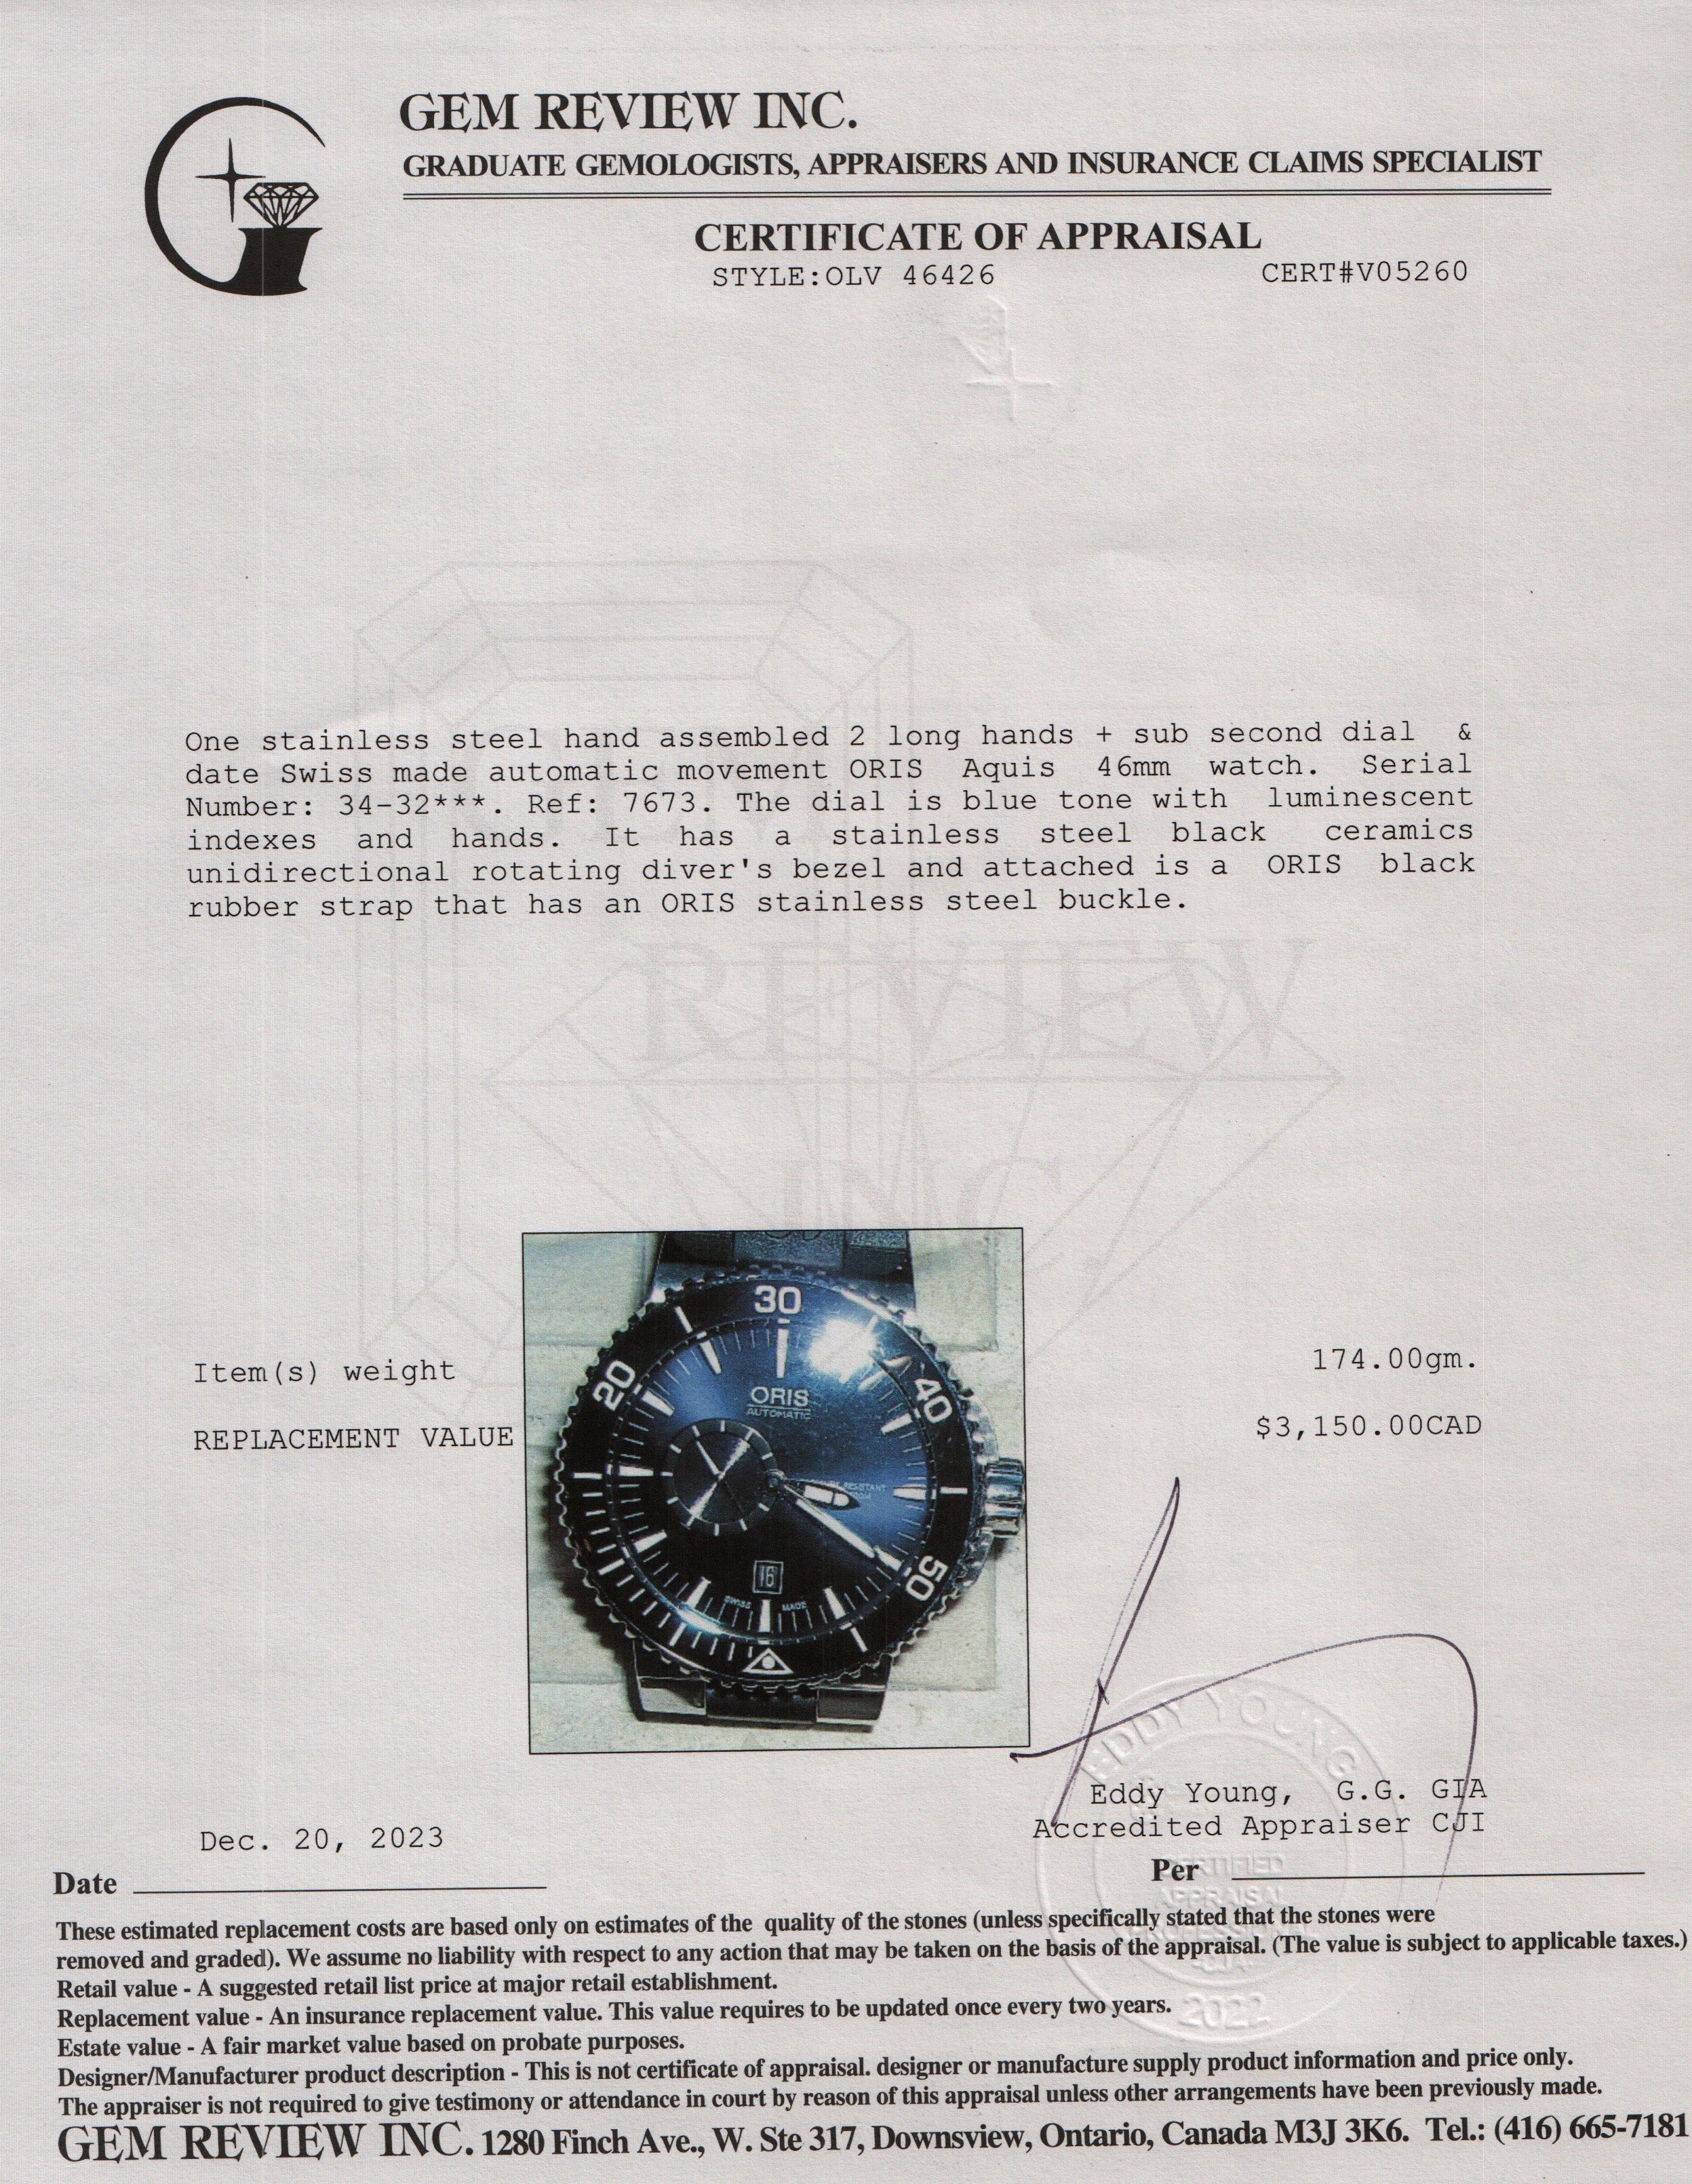 GEM REVIEW INC.
GRADUATE GEMOLOGISTS, APPRAISERS AND INSURANCE CLAIMS SPECIALIST
CERTIFICATE OF APPRAISAL
STYLE:OLV 46426 CERT#V05260
One stainless steel hand assembled 2 long hands + sub second dial &
date Swiss made automatic movement ORIS Aquis 46mm watch. Serial
Number: 34-32***. Ref: 7673. The dial is blue tone with luminescent
indexes and hands. It has a stainless steel black ceramics
unidirectional rotating diver's bezel and attached is a ORIS black
rubber strap that has an ORIS stainless steel buckle.
REVIEW
INC
30
20
40
ORIS
AUTOMATIC
RESISTANT
50
16
SWISS MADE
Item(s) weight 174.00gm.
REPLACEMENT VALUE $3,150.00CAD
EDDY YOUNG
Eddy Young, G.G. GIA
Accredited Appraiser CJI
Dec. 20, 2023
Date
Per
CERTIFIED
APPRAISAL
PROFESSIONAL
2022
These estimated replacement costs are based only on estimates of the quality of the stones (unless specifically stated that the stones were
removed and graded). We assume no liability with respect to any action that may be taken on the basis of the appraisal. (The value is subject to applicable taxes.)
Retail value - A suggested retail list price at major retail establishment.
Replacement value - An insurance replacement value. This value requires to be updated once every two years.
Estate value - A fair market value based on probate purposes.
Designer/Manufacturer product description - This is not certificate of appraisal. designer or manufacture supply product information and price only.
The appraiser is not required to give testimony or attendance in court by reason of this appraisal unless other arrangements have been previously made.
GEM REVIEW INC. 1280 Finch Ave., W. Ste 317, Downsview, Ontario, Canada M3J 3K6. Tel.: (416) 665-7181